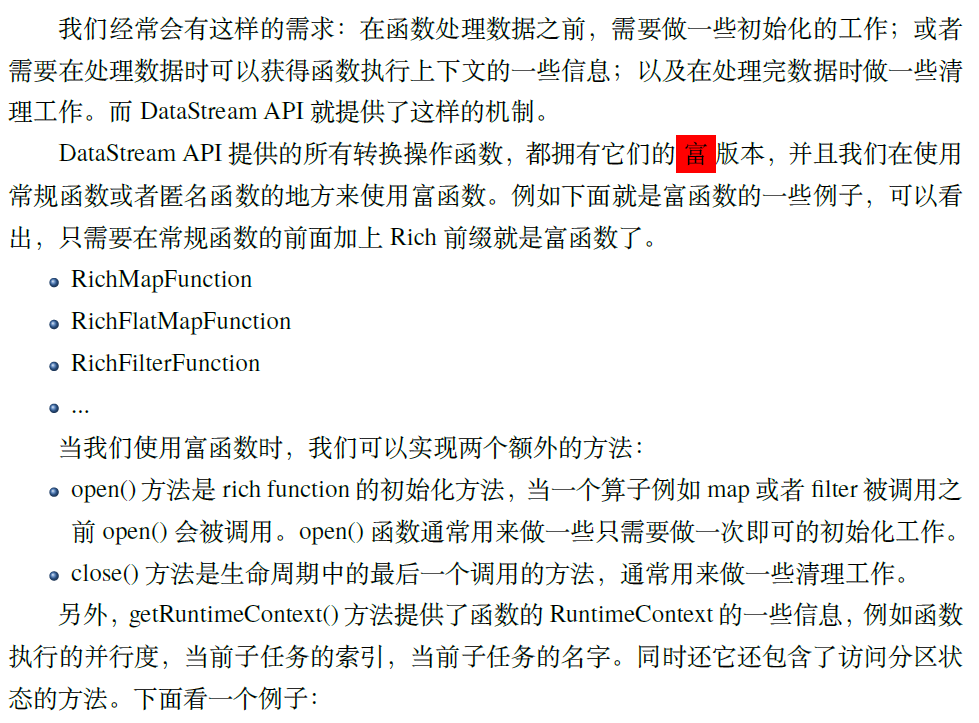 我们经常会有这样的需求：在函数处理数据之前，需要做一些初始化的工作；或者
需要在处理数据时可以获得函数执行上下文的一些信息；以及在处理完数据时做一些清
理工作。而 DataStream API 就提供了这样的机制。
DataStream API 提供的所有转换操作函数，都拥有它们的 富 版本，并且我们在使用
常规函数或者匿名函数的地方来使用富函数。例如下面就是富函数的一些例子，可以看
出，只需要在常规函数的前面加上 Rich 前缀就是富函数了。
RichMapFunction
RichFlatMapFunction
RichFilterFunction
...
当我们使用富函数时，我们可以实现两个额外的方法：
open() 方法是 rich function 的初始化方法，当一个算子例如 map 或者 filter 被调用之
前 open() 会被调用。open() 函数通常用来做一些只需要做一次即可的初始化工作。
close() 方法是生命周期中的最后一个调用的方法，通常用来做一些清理工作。
另外，getRuntimeContext() 方法提供了函数的 RuntimeContext 的一些信息，例如函数
执行的并行度，当前子任务的索引，当前子任务的名字。同时还它还包含了访问分区状
态的方法。下面看一个例子：